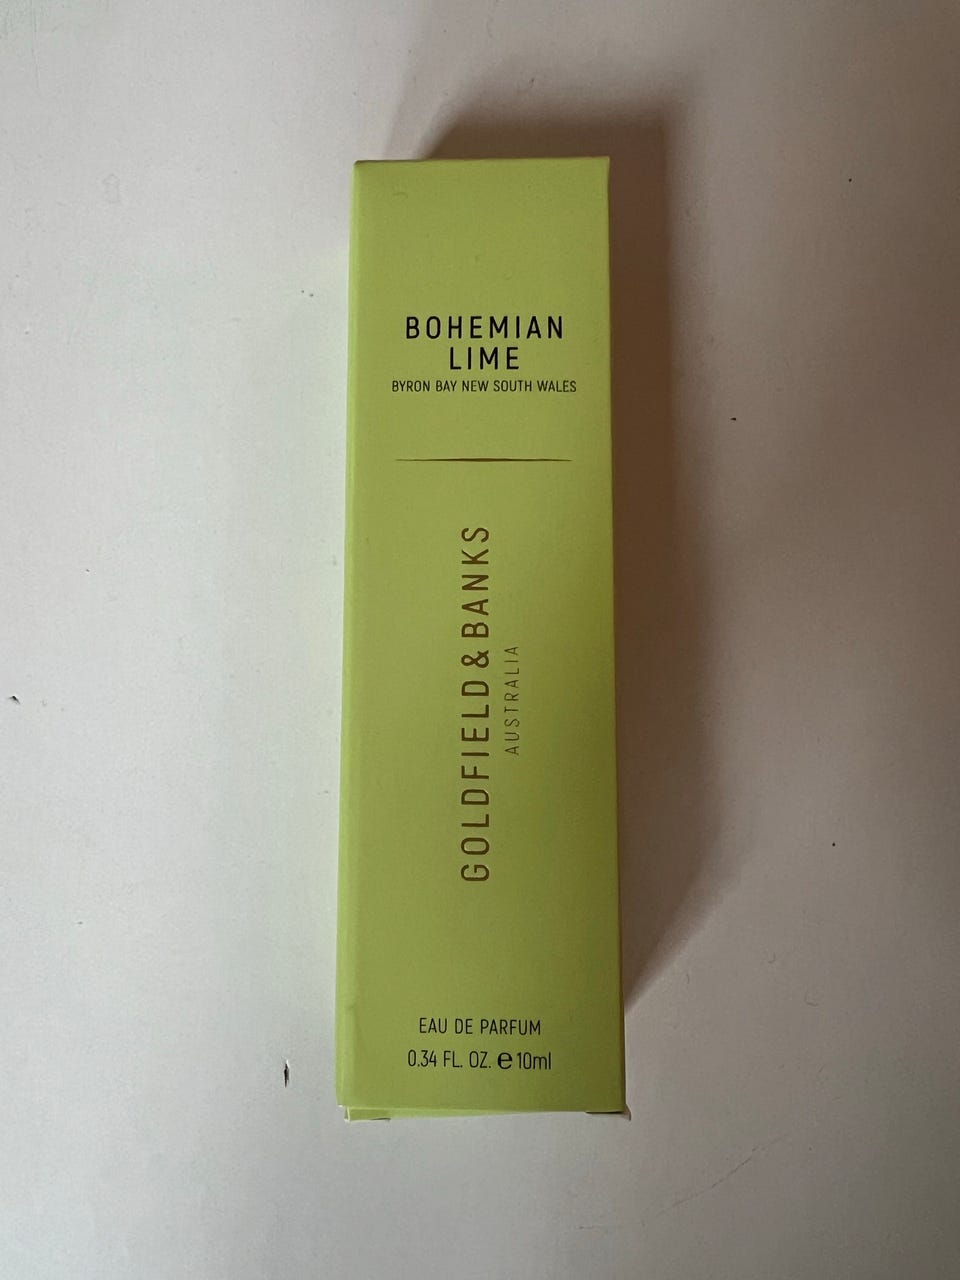 BOHEMIAN
LIME
BYRON BAY NEW SOUTH WALES
GOLDFIELD & BANKS
AUSTRALIA
EAU DE PARFUM
0.34 FL. OZ. ℮ 10ml